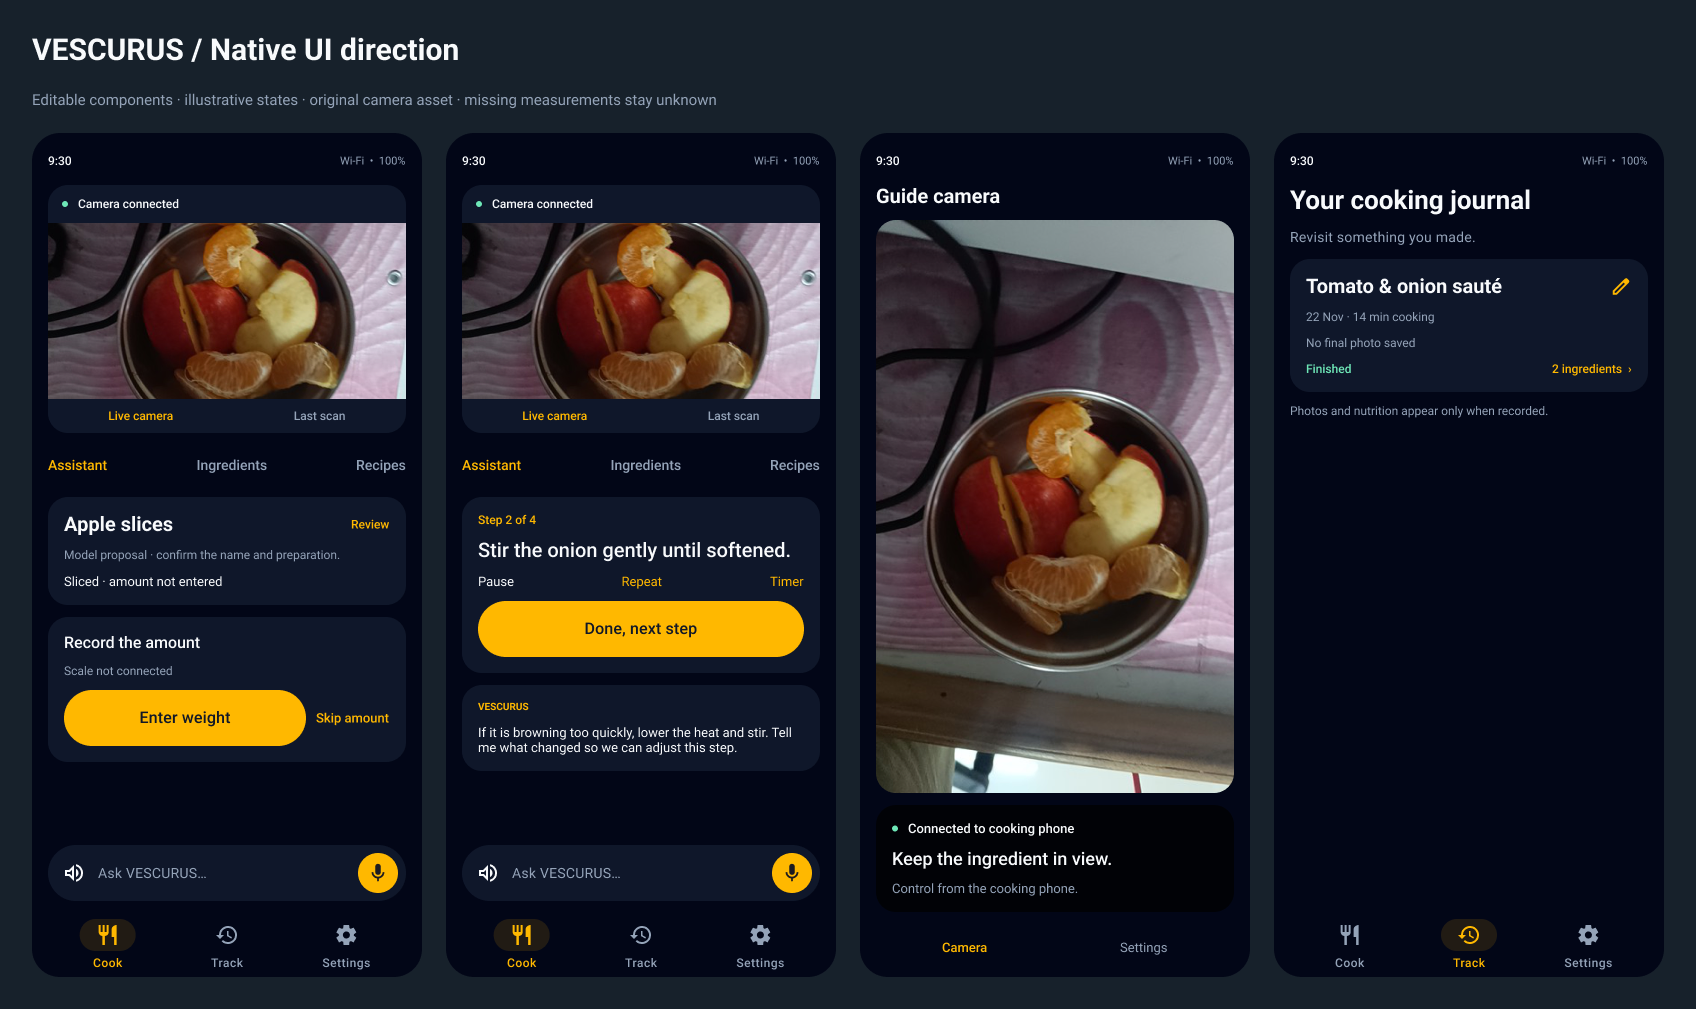 VESCURUS / Native UI direction
Editable components · illustrative states · original camera asset · missing measurements stay unknown
9:30 Wi-Fi • 100%
Camera connected
Live camera Last scan
Assistant Ingredients Recipes
Apple slices Review
Model proposal · confirm the name and preparation.
Sliced · amount not entered
Record the amount
Scale not connected
Enter weight Skip amount
Ask VESCURUS...
Cook Track Settings
9:30 Wi-Fi • 100%
Camera connected
Live camera Last scan
Assistant Ingredients Recipes
Step 2 of 4
Stir the onion gently until softened.
Pause Repeat Timer
Done, next step
VESCURUS
If it is browning too quickly, lower the heat and stir. Tell
me what changed so we can adjust this step.
Ask VESCURUS...
Cook Track Settings
9:30 Wi-Fi • 100%
Guide camera
Connected to cooking phone
Keep the ingredient in view.
Control from the cooking phone.
Camera Settings
9:30 Wi-Fi • 100%
Your cooking journal
Revisit something you made.
Tomato & onion sauté
22 Nov · 14 min cooking
No final photo saved
Finished 2 ingredients ›
Photos and nutrition appear only when recorded.
Cook Track Settings